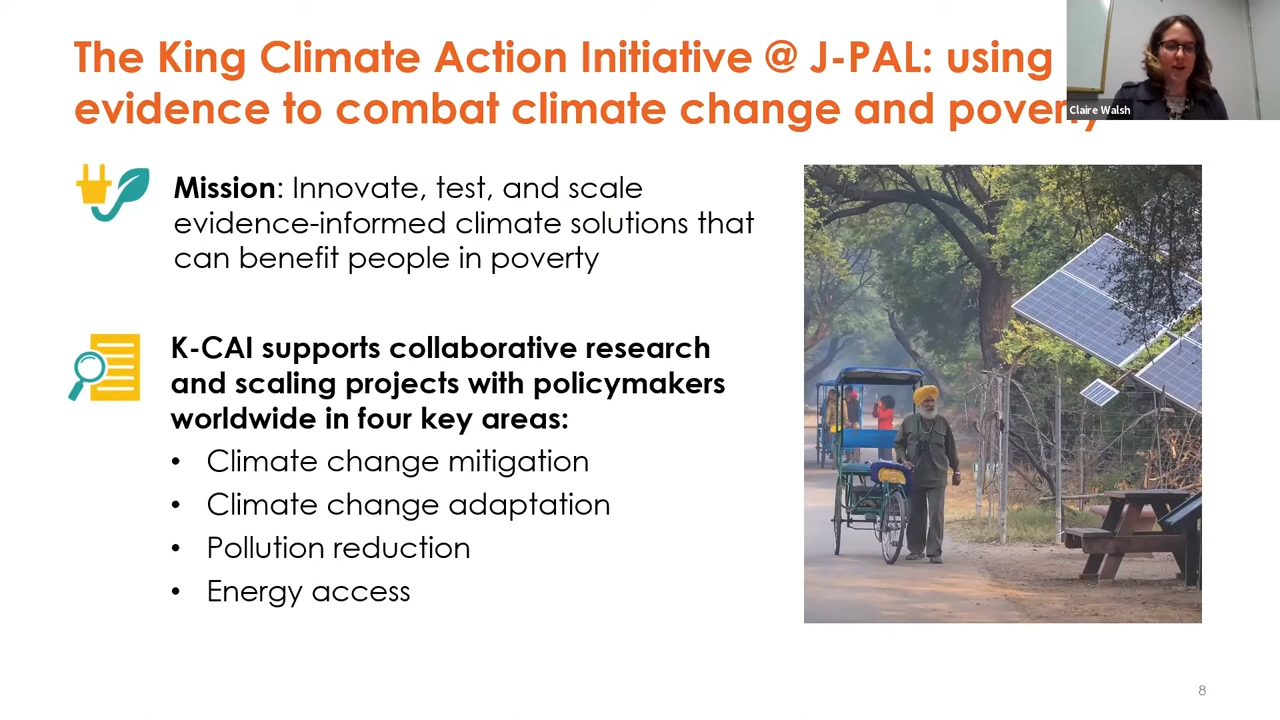 The King Climate Action Initiative @ J-PAL: using
evidence to combat climate change and poverty
Claire Walsh
Mission: Innovate, test, and scale
evidence-informed climate solutions that
can benefit people in poverty
K-CAI supports collaborative research
and scaling projects with policymakers
worldwide in four key areas:
• Climate change mitigation
• Climate change adaptation
• Pollution reduction
• Energy access
8